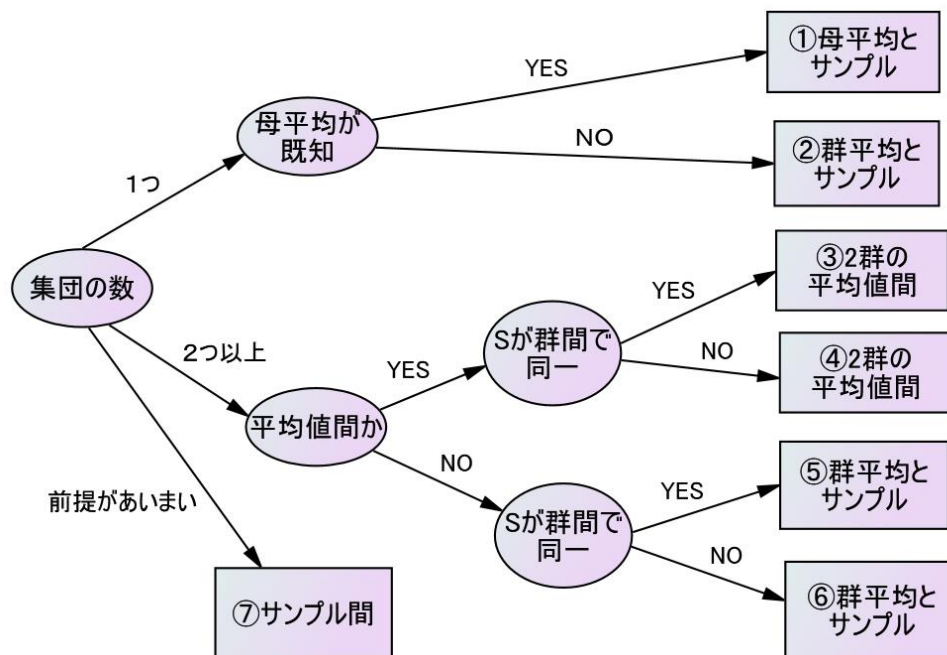 ①母平均と
サンプル
YES
母平均が
既知
NO
②群平均と
サンプル
1つ
③2群の
平均値間
集団の数
YES
Sが群間で
同一
2つ以上
YES
NO
④2群の
平均値間
平均値間か
NO
⑤群平均と
サンプル
前提があいまい
YES
Sが群間で
同一
NO
⑦サンプル間
⑥群平均と
サンプル